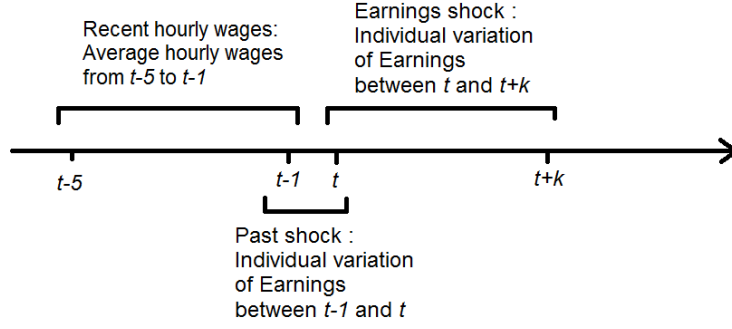 Recent hourly wages:
Average hourly wages
from t-5 to t-1
Earnings shock :
Individual variation
of Earnings
between t and t+k
t-5
t-1
t
t+k
Past shock :
Individual variation
of Earnings
between t-1 and t